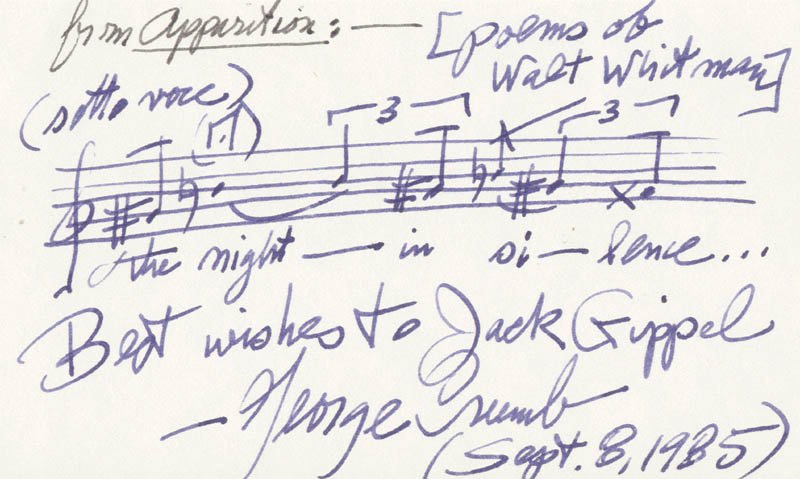 from Apparition: — [poems of
Walt Whitman]
(sotto voce)
3
3
the night — in si — lence...
Best wishes to Jack Gippel
— George Crumb
(Sept. 8, 1985)